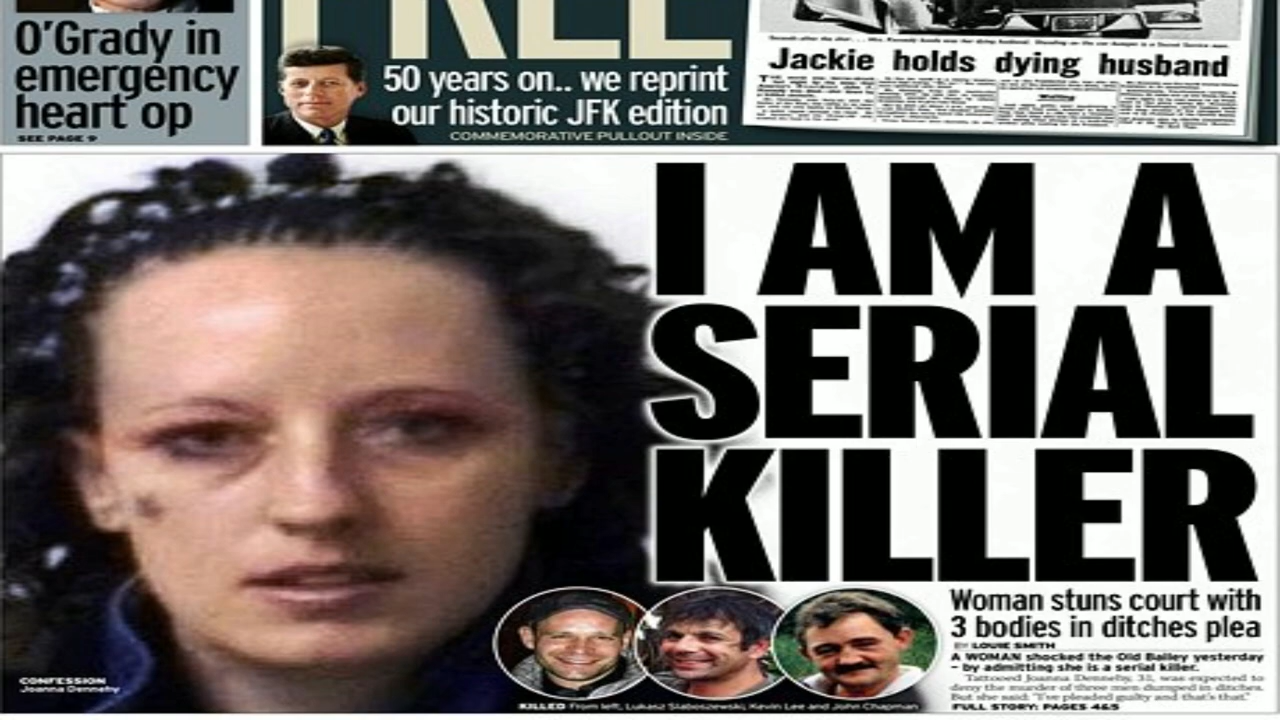 O'Grady in
emergency
heart op
SEE PAGE 9
FREE
50 years on.. we reprint
our historic JFK edition
COMMEMORATIVE PULLOUT INSIDE
Jackie holds dying husband
I AM A
SERIAL
KILLER
Woman stuns court with
3 bodies in ditches plea
BY LOUIE SMITH
A WOMAN shocked the Old Bailey yesterday
– by admitting she is a serial killer.
Tattooed Joanna Dennehy, 31, was expected to
deny the murder of three men dumped in ditches.
But she said: "I've pleaded guilty and that's that."
FULL STORY: PAGES 4&5
CONFESSION
Joanna Dennehy
KILLED From left, Lukasz Slaboszewski, Kevin Lee and John Chapman